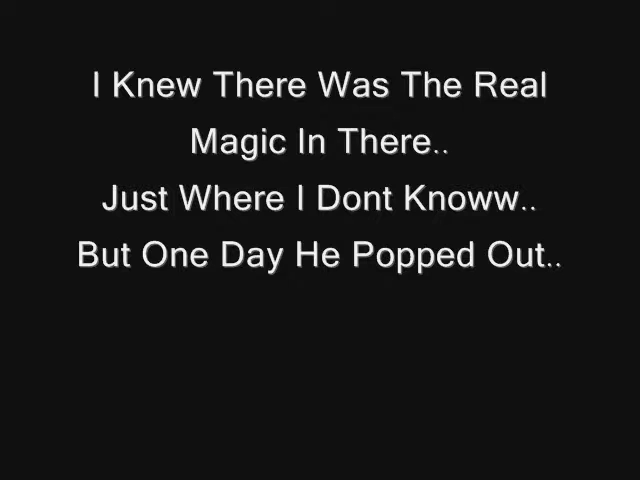 I Knew There Was The Real
Magic In There..
Just Where I Dont Knoww..
But One Day He Popped Out..